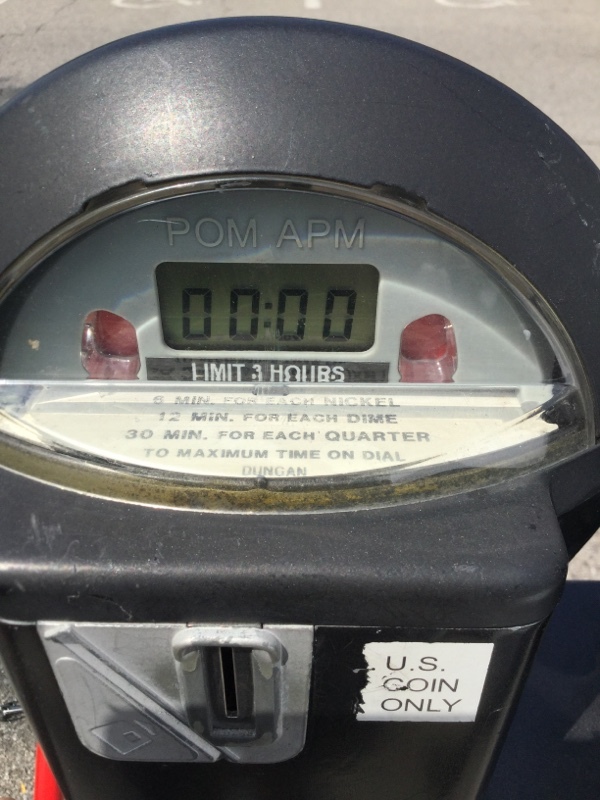 POM APM
00:00
LIMIT 3 HOURS
6 MIN. FOR EACH NICKEL
12 MIN. FOR EACH DIME
30 MIN. FOR EACH QUARTER
TO MAXIMUM TIME ON DIAL
DUNCAN
U.S.
COIN
ONLY